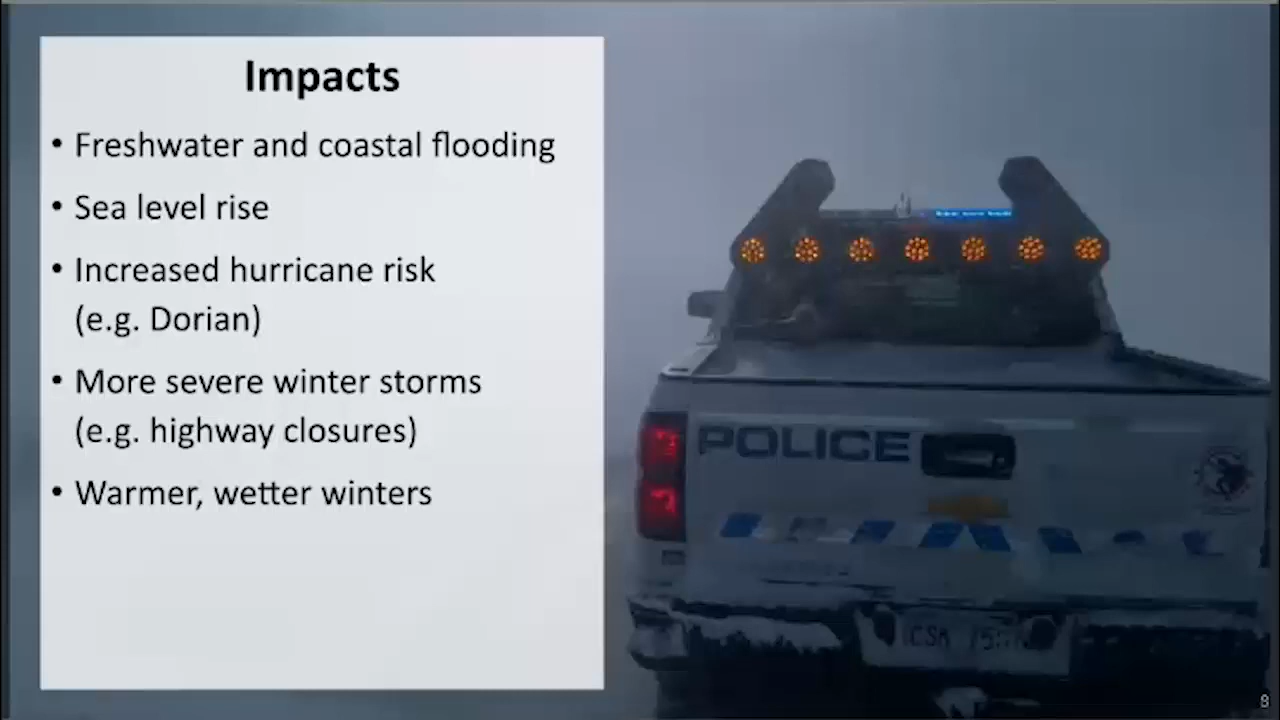 Impacts
• Freshwater and coastal flooding
• Sea level rise
• Increased hurricane risk
(e.g. Dorian)
• More severe winter storms
(e.g. highway closures)
• Warmer, wetter winters
POLICE
8